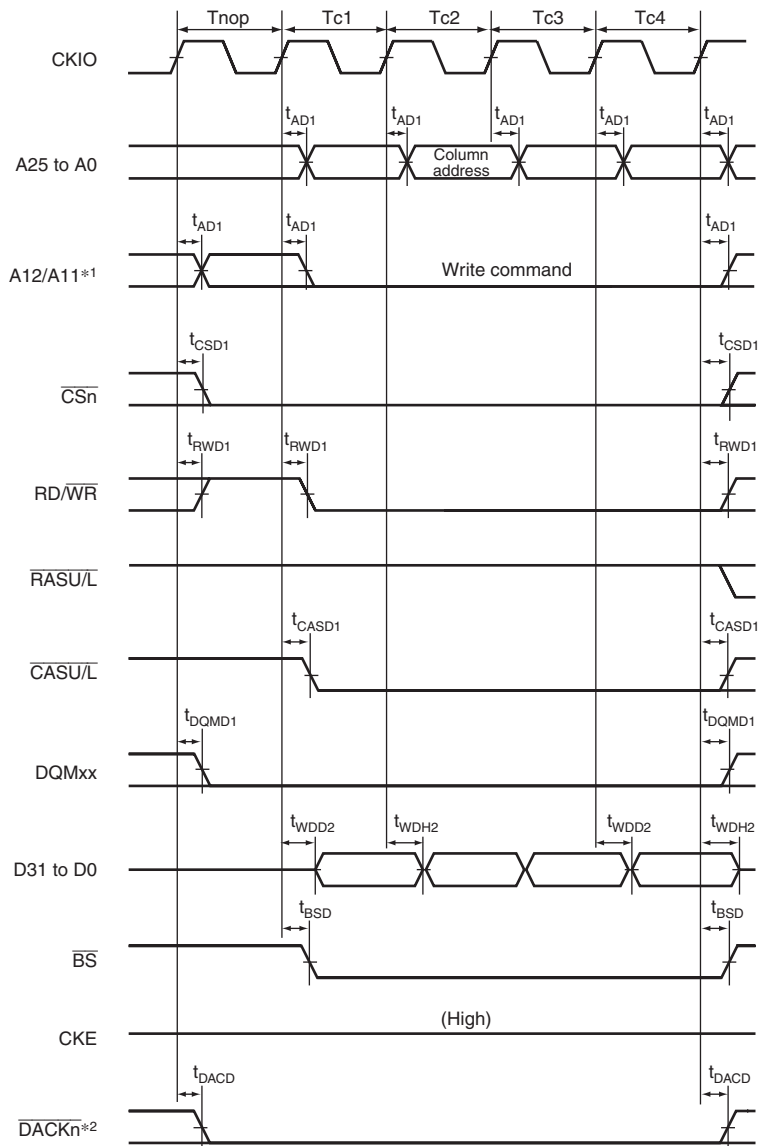 Tnop Tc1 Tc2 Tc3 Tc4
CKIO
tAD1 tAD1 tAD1 tAD1 tAD1
A25 to A0
Column
address
tAD1 tAD1 tAD1
A12/A11*1
Write command
tCSD1 tCSD1
CSn
tRWD1 tRWD1 tRWD1
RD/WR
RASU/L
tCASD1 tCASD1
CASU/L
tDQMD1 tDQMD1
DQMxx
tWDD2 tWDH2 tWDD2 tWDH2
D31 to D0
tBSD tBSD
BS
(High)
CKE
tDACD tDACD
DACKn*2